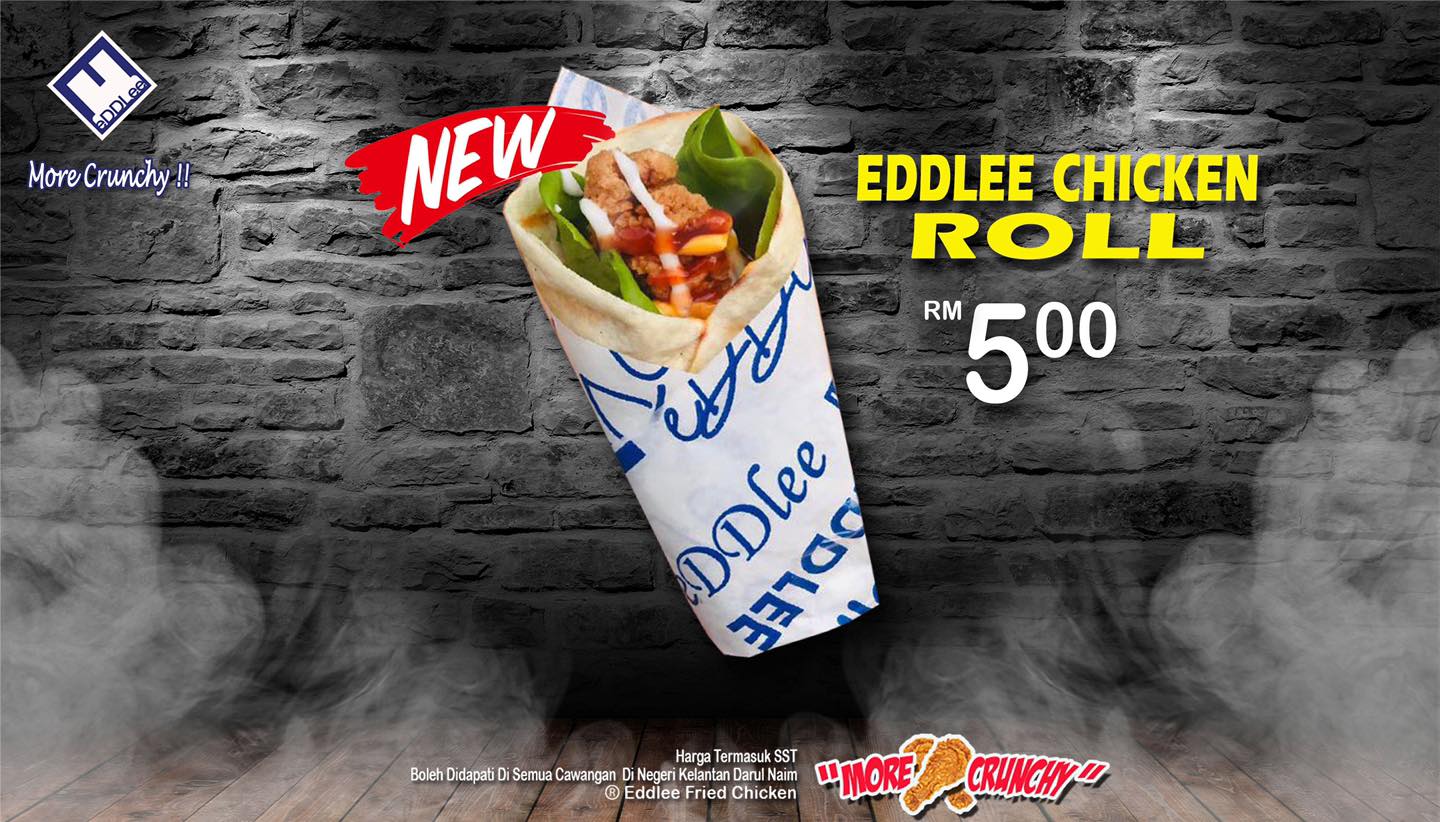 eDDLee
More Crunchy !!
NEW
EDDLEE CHICKEN
ROLL
RM 5.00
eDDlee
EDDLEE
Harga Termasuk SST
Boleh Didapati Di Semua Cawangan Di Negeri Kelantan Darul Naim
® Eddlee Fried Chicken
"MORE CRUNCHY"